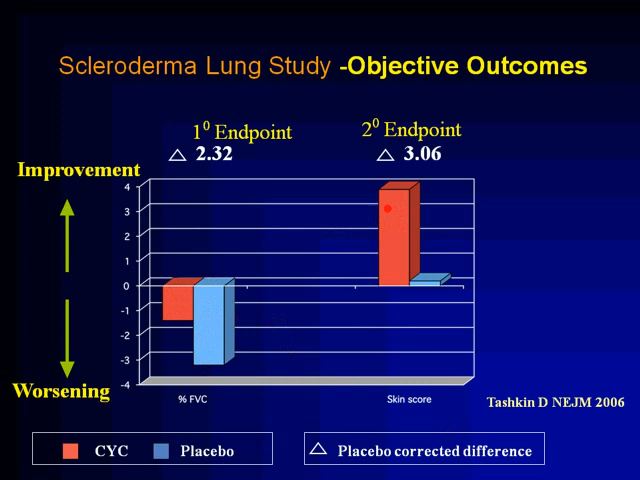 Scleroderma Lung Study -Objective Outcomes
1⁰ Endpoint
2⁰ Endpoint
△ 2.32
△ 3.06
Improvement
4
3
2
1
0
-1
-2
-3
-4
Worsening
% FVC
Skin score
Tashkin D NEJM 2006
CYC
Placebo
△ Placebo corrected difference